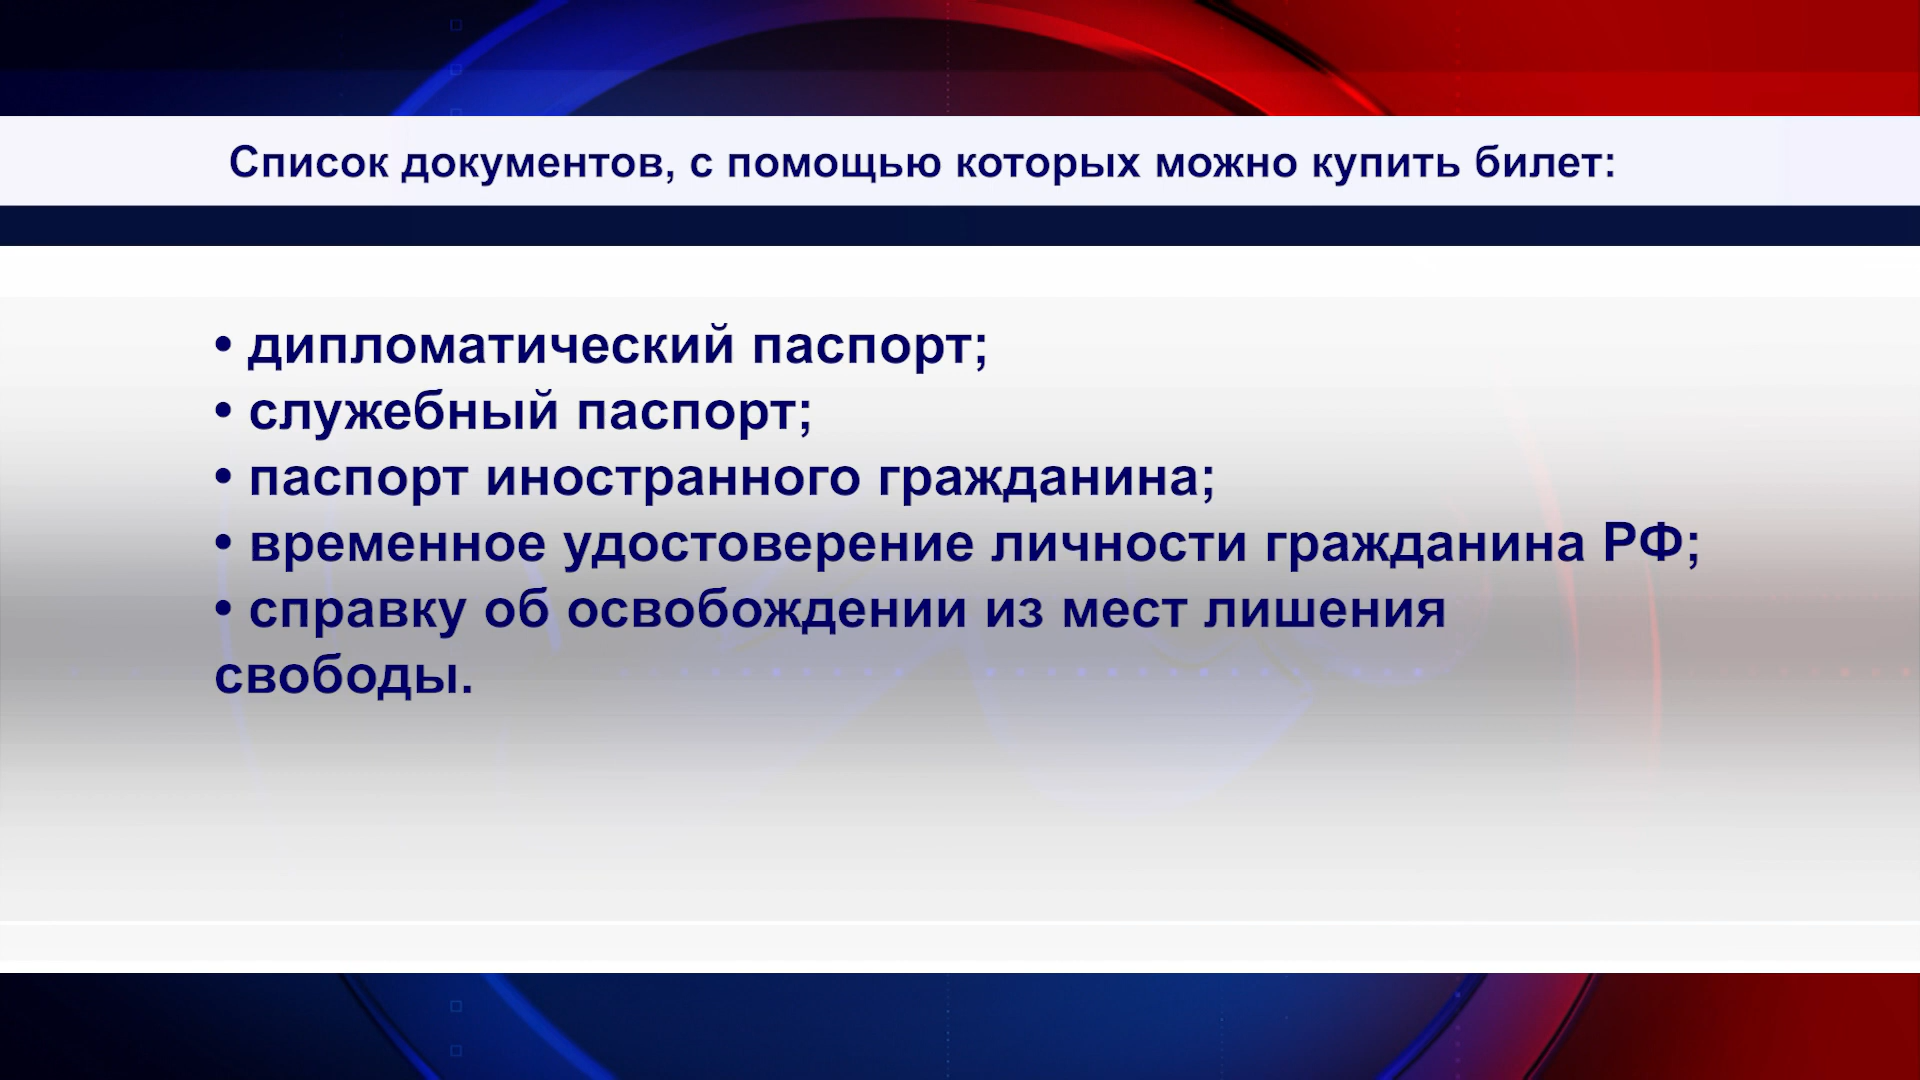 Список документов, с помощью которых можно купить билет:
• дипломатический паспорт;
• служебный паспорт;
• паспорт иностранного гражданина;
• временное удостоверение личности гражданина РФ;
• справку об освобождении из мест лишения
свободы.